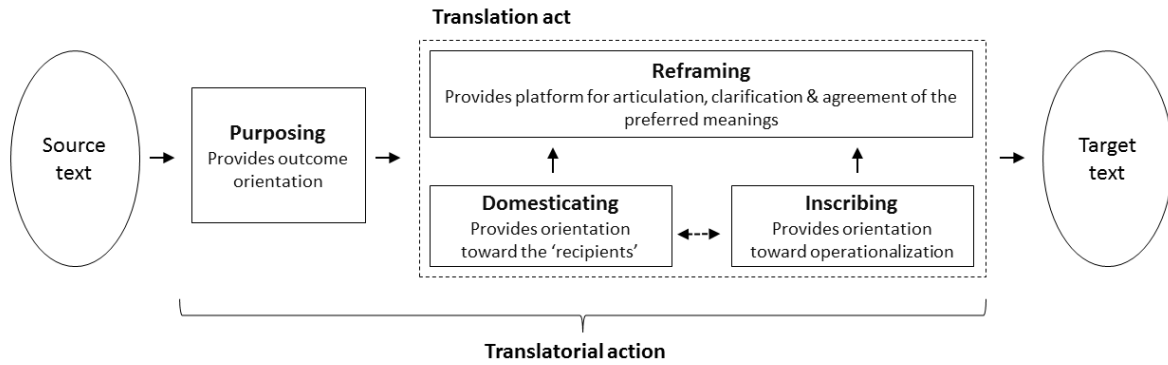 Translation act
Source
text
Purposing
Provides outcome
orientation
Reframing
Provides platform for articulation, clarification & agreement of the
preferred meanings
Domesticating
Provides orientation
toward the ‘recipients’
Inscribing
Provides orientation
toward operationalization
Target
text
Translatorial action